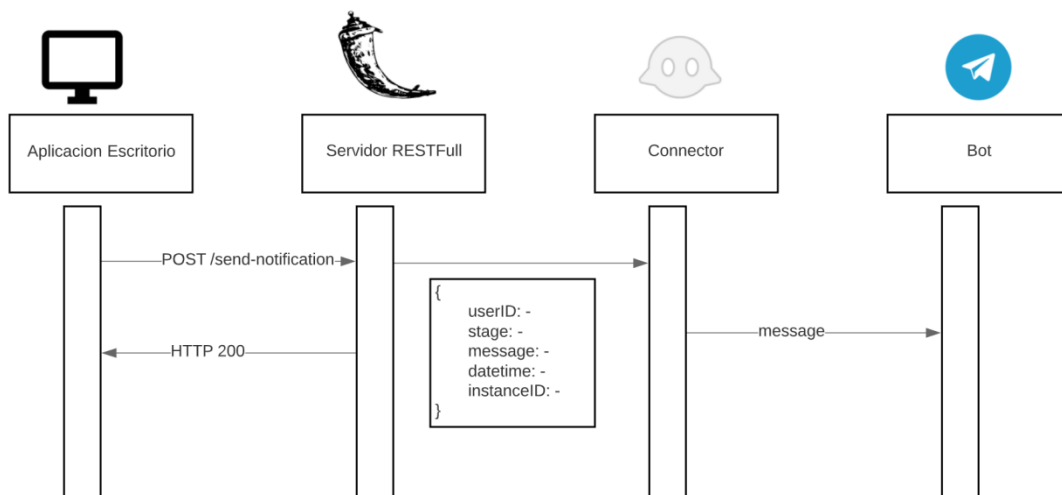 Aplicacion Escritorio
Servidor RESTFull
Connector
Bot
POST /send-notification
{
userID: -
stage: -
message: -
datetime: -
instanceID: -
}
message
HTTP 200